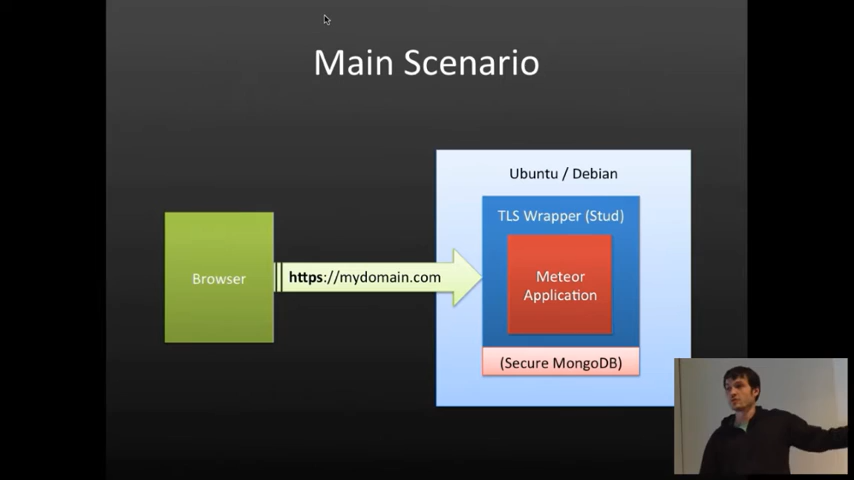 Main Scenario
Ubuntu / Debian
TLS Wrapper (Stud)
Browser
https://mydomain.com
Meteor
Application
(Secure MongoDB)